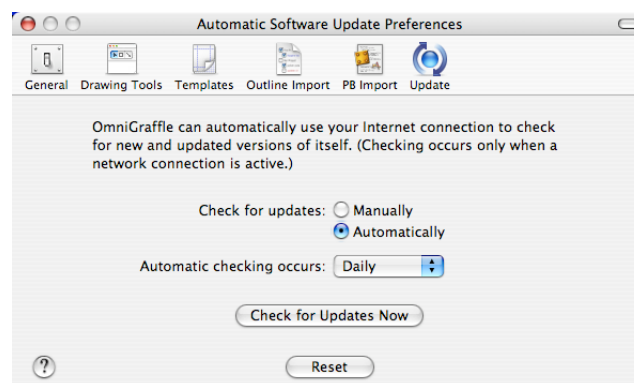 Automatic Software Update Preferences
General Drawing Tools Templates Outline Import PB Import Update
OmniGraffle can automatically use your Internet connection to check
for new and updated versions of itself. (Checking occurs only when a
network connection is active.)
Check for updates: Manually
Automatically
Automatic checking occurs: Daily
Check for Updates Now
? Reset